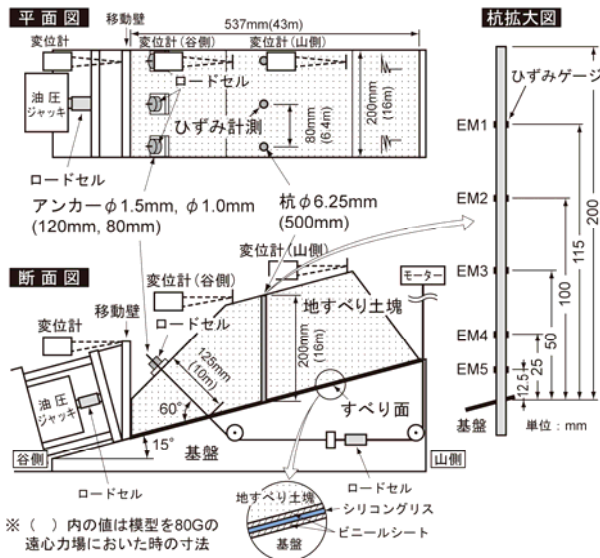 平面図
移動壁
537mm(43m)
変位計
変位計(谷側)
変位計(山側)
油圧
ジャッキ
ロードセル
ひずみ計測
80mm
(6.4m)
200mm
(16m)
ロードセル
アンカーφ1.5mm, φ1.0mm
(120mm, 80mm)
杭φ6.25mm
(500mm)
断面図
変位計(谷側)
変位計(山側)
モーター
移動壁
ロードセル
地すべり土塊
変位計
125mm
(10m)
200mm
(16m)
油圧
ジャッキ
ロードセル
60°
すべり面
15°
基盤
谷側
山側
ロードセル
ロードセル
地すべり土塊
シリコングリス
ビニールシート
基盤
※( )内の値は模型を80Gの
遠心力場においた時の寸法
杭拡大図
ひずみゲージ
EM1
EM2
EM3
EM4
EM5
200
115
100
50
25
12.5
基盤
単位:mm